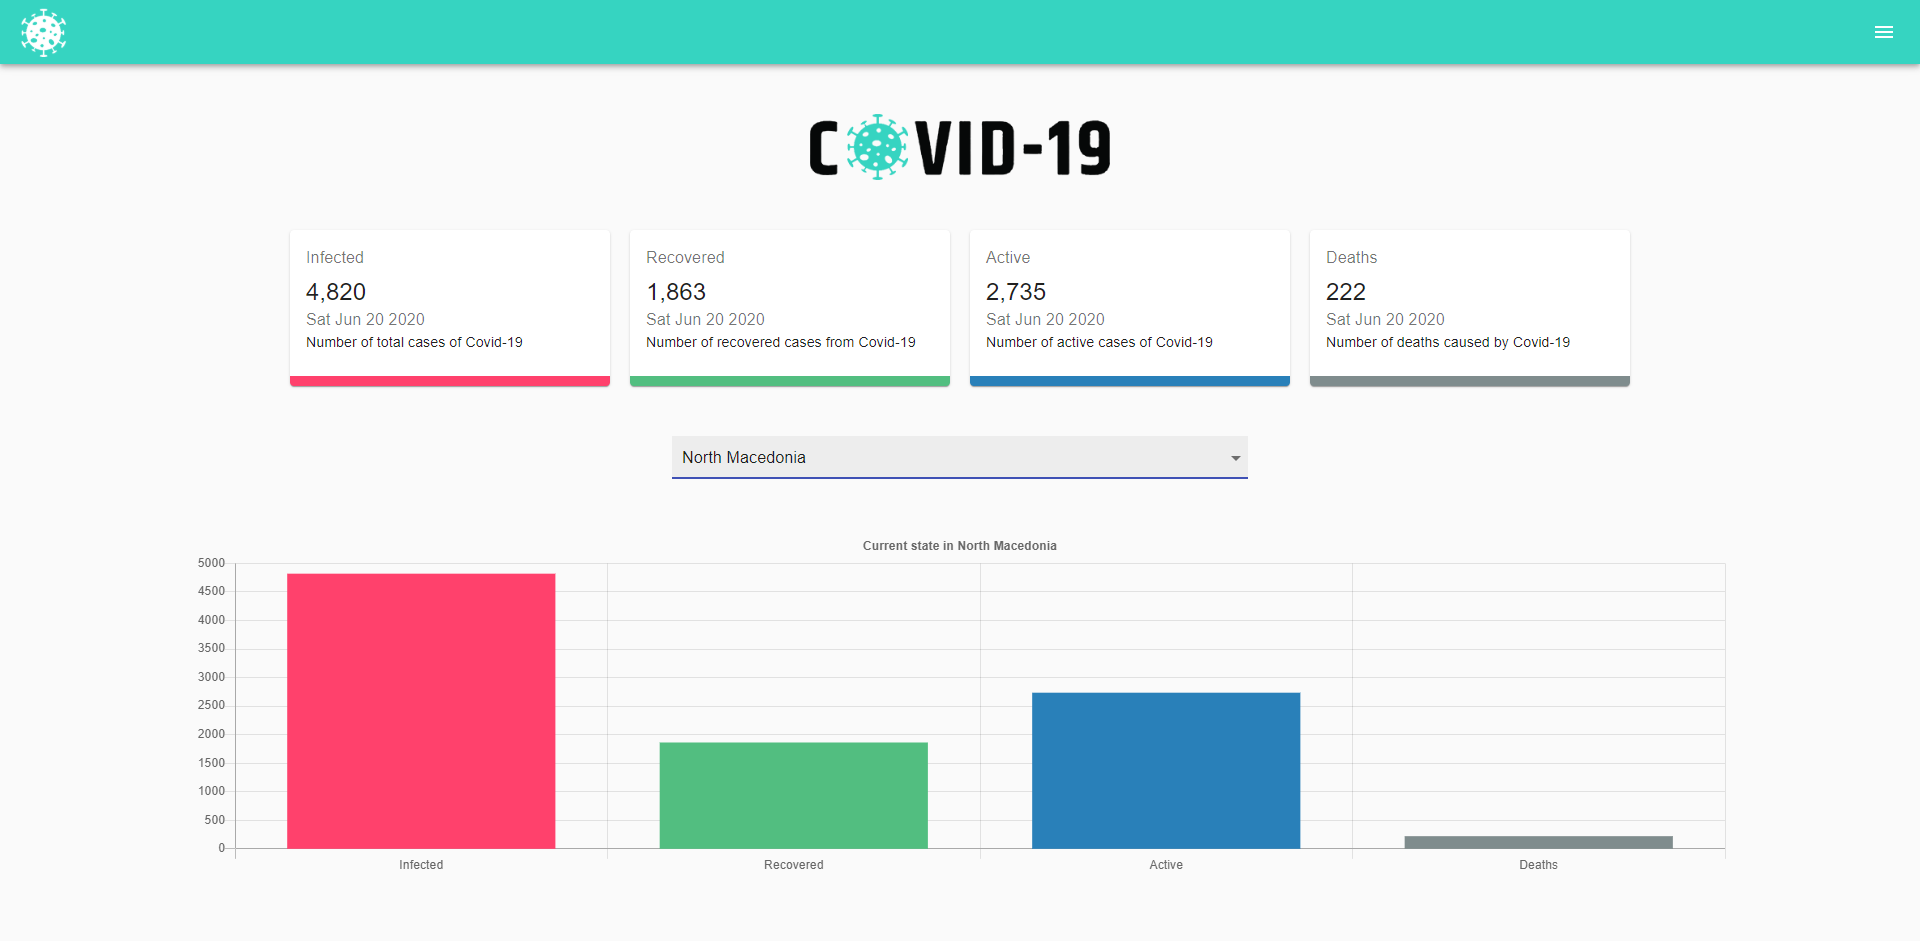 COVID-19
Infected
4,820
Sat Jun 20 2020
Number of total cases of Covid-19
Recovered
1,863
Sat Jun 20 2020
Number of recovered cases from Covid-19
Active
2,735
Sat Jun 20 2020
Number of active cases of Covid-19
Deaths
222
Sat Jun 20 2020
Number of deaths caused by Covid-19
North Macedonia
Current state in North Macedonia
5000
4500
4000
3500
3000
2500
2000
1500
1000
500
0
Infected
Recovered
Active
Deaths